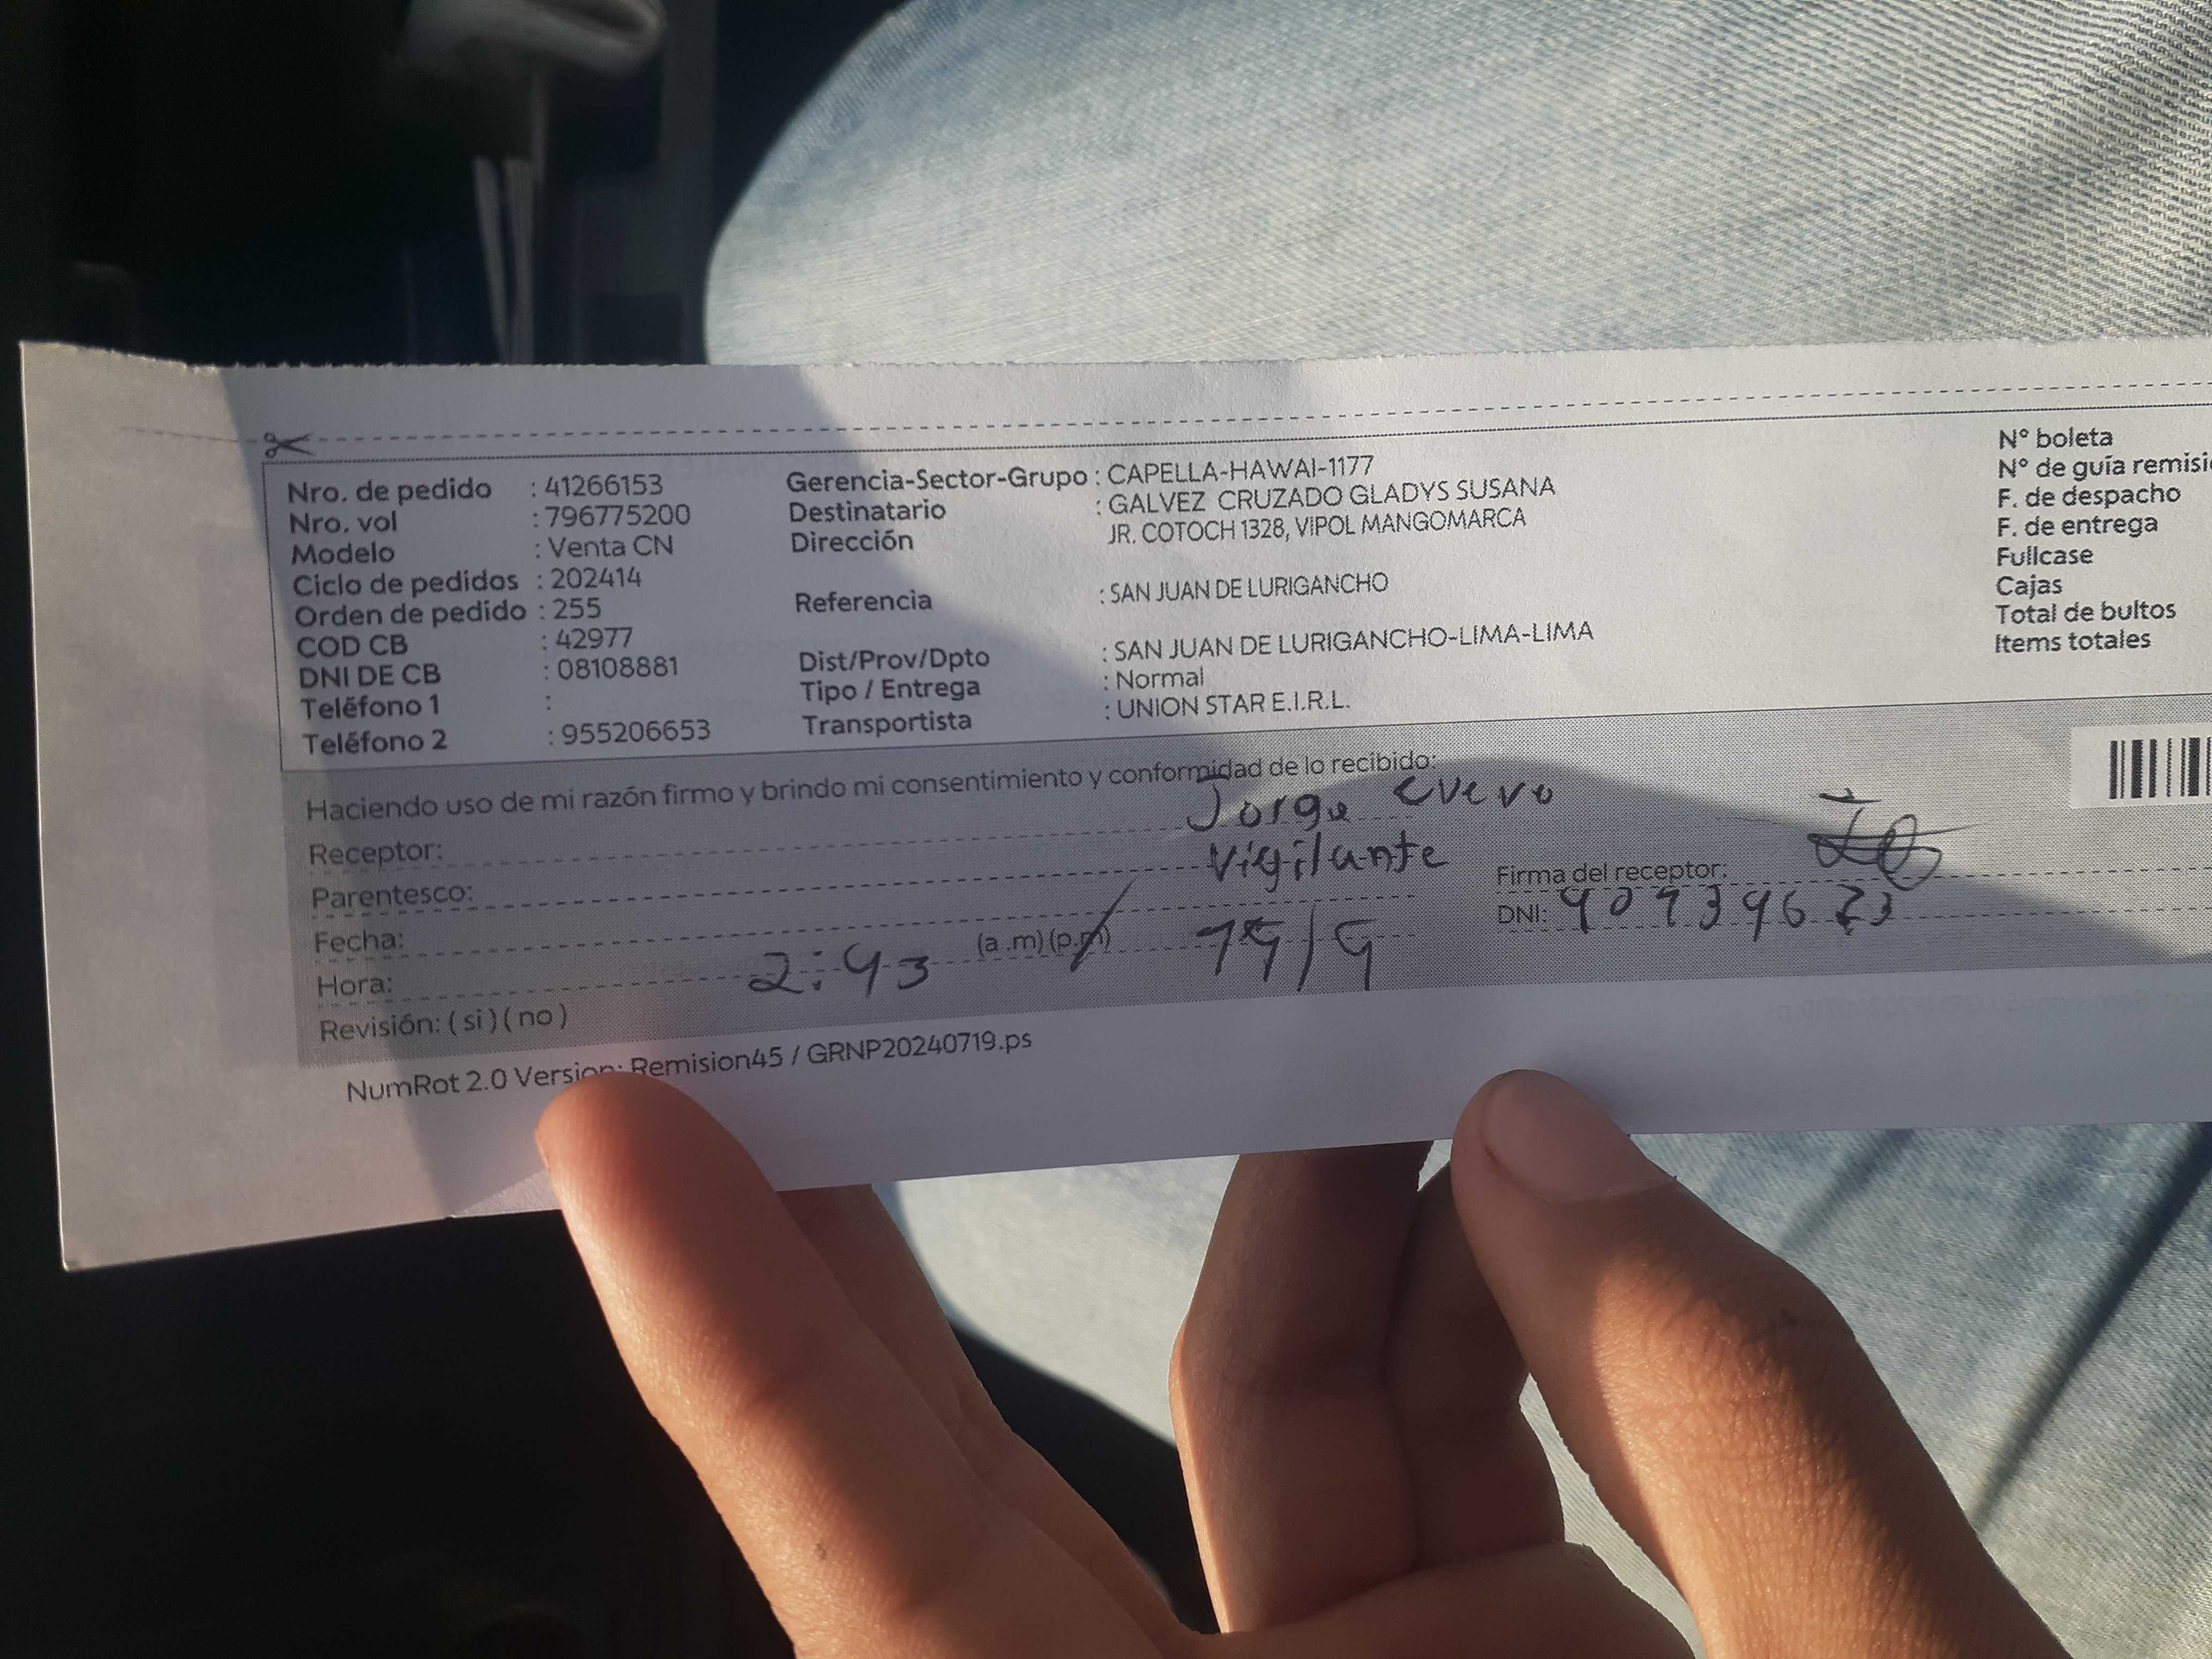 Nro. de pedido : 41266153
Nro. vol : 796775200
Modelo : Venta CN
Ciclo de pedidos : 202414
Orden de pedido : 255
COD CB : 42977
DNI DE CB : 08108881
Teléfono 1 :
Teléfono 2 : 955206653
Gerencia-Sector-Grupo : CAPELLA-HAWAI-1177
Destinatario : GALVEZ CRUZADO GLADYS SUSANA
Dirección JR. COTOCH 1328, VIPOL MANGOMARCA
Referencia : SAN JUAN DE LURIGANCHO
Dist/Prov/Dpto : SAN JUAN DE LURIGANCHO-LIMA-LIMA
Tipo / Entrega : Normal
Transportista : UNION STAR E.I.R.L.
N° boleta
N° de guía
F. de despacho
F. de entrega
Fullcase
Cajas
Total de bultos
Items totales
Haciendo uso de mi razón firmo y brindo mi consentimiento y conformidad de lo recibido:
Receptor: Jorge
Parentesco: Vigilante
Firma del receptor:
DNI:
Fecha:
Hora: 2:43 (a .m) (p.m)
Revisión: ( si ) ( no )
NumRot 2.0 Version: Remision45 / GRNP20240719.ps